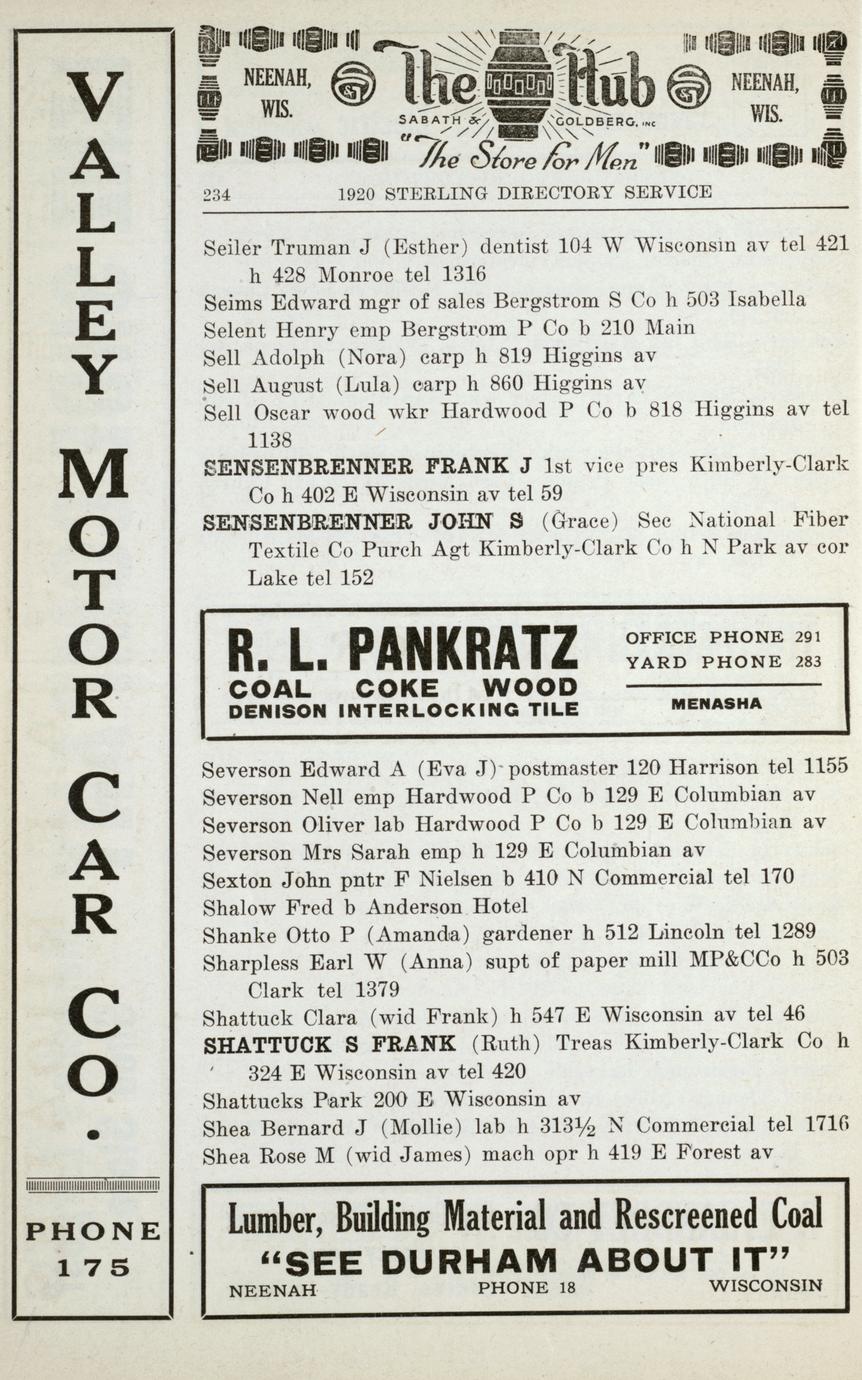 VALLEY MOTOR CAR CO.
PHONE
175
NEENAH,
WIS.
The Hub
NEENAH,
WIS.
SABATH & GOLDBERG, INC
"The Store for Men"
234 1920 STERLING DIRECTORY SERVICE
Seiler Truman J (Esther) dentist 104 W Wisconsin av tel 421
h 428 Monroe tel 1316
Seims Edward mgr of sales Bergstrom S Co h 503 Isabella
Selent Henry emp Bergstrom P Co b 210 Main
Sell Adolph (Nora) carp h 819 Higgins av
Sell August (Lula) carp h 860 Higgins av
Sell Oscar wood wkr Hardwood P Co b 818 Higgins av tel
1138
SENSENBRENNER FRANK J 1st vice pres Kimberly-Clark
Co h 402 E Wisconsin av tel 59
SENSENBRENNER JOHN S (Grace) Sec National Fiber
Textile Co Purch Agt Kimberly-Clark Co h N Park av cor
Lake tel 152
R. L. PANKRATZ
COAL COKE WOOD
DENISON INTERLOCKING TILE
OFFICE PHONE 291
YARD PHONE 283
MENASHA
Severson Edward A (Eva J) postmaster 120 Harrison tel 1155
Severson Nell emp Hardwood P Co b 129 E Columbian av
Severson Oliver lab Hardwood P Co b 129 E Columbian av
Severson Mrs Sarah emp h 129 E Columbian av
Sexton John pntr F Nielsen b 410 N Commercial tel 170
Shalow Fred b Anderson Hotel
Shanke Otto P (Amanda) gardener h 512 Lincoln tel 1289
Sharpless Earl W (Anna) supt of paper mill MP&CCo h 503
Clark tel 1379
Shattuck Clara (wid Frank) h 547 E Wisconsin av tel 46
SHATTUCK S FRANK (Ruth) Treas Kimberly-Clark Co h
324 E Wisconsin av tel 420
Shattucks Park 200 E Wisconsin av
Shea Bernard J (Mollie) lab h 313½ N Commercial tel 1716
Shea Rose M (wid James) mach opr h 419 E Forest av
Lumber, Building Material and Rescreened Coal
"SEE DURHAM ABOUT IT"
NEENAH PHONE 18 WISCONSIN